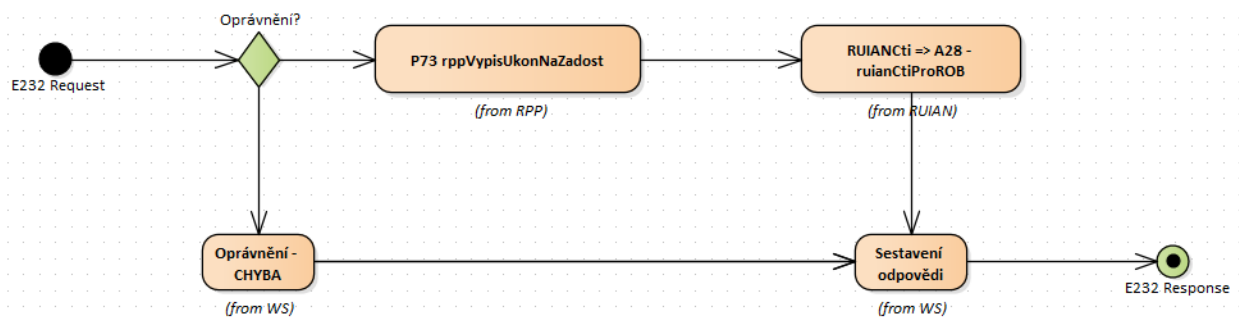 Oprávnění?
E232 Request
P73 rppVypisUkonNaZadost
(from RPP)
RUIANCti => A28 -
ruianCtiProROB
(from RUIAN)
Oprávnění -
CHYBA
(from WS)
Sestavení
odpovědi
(from WS)
E232 Response